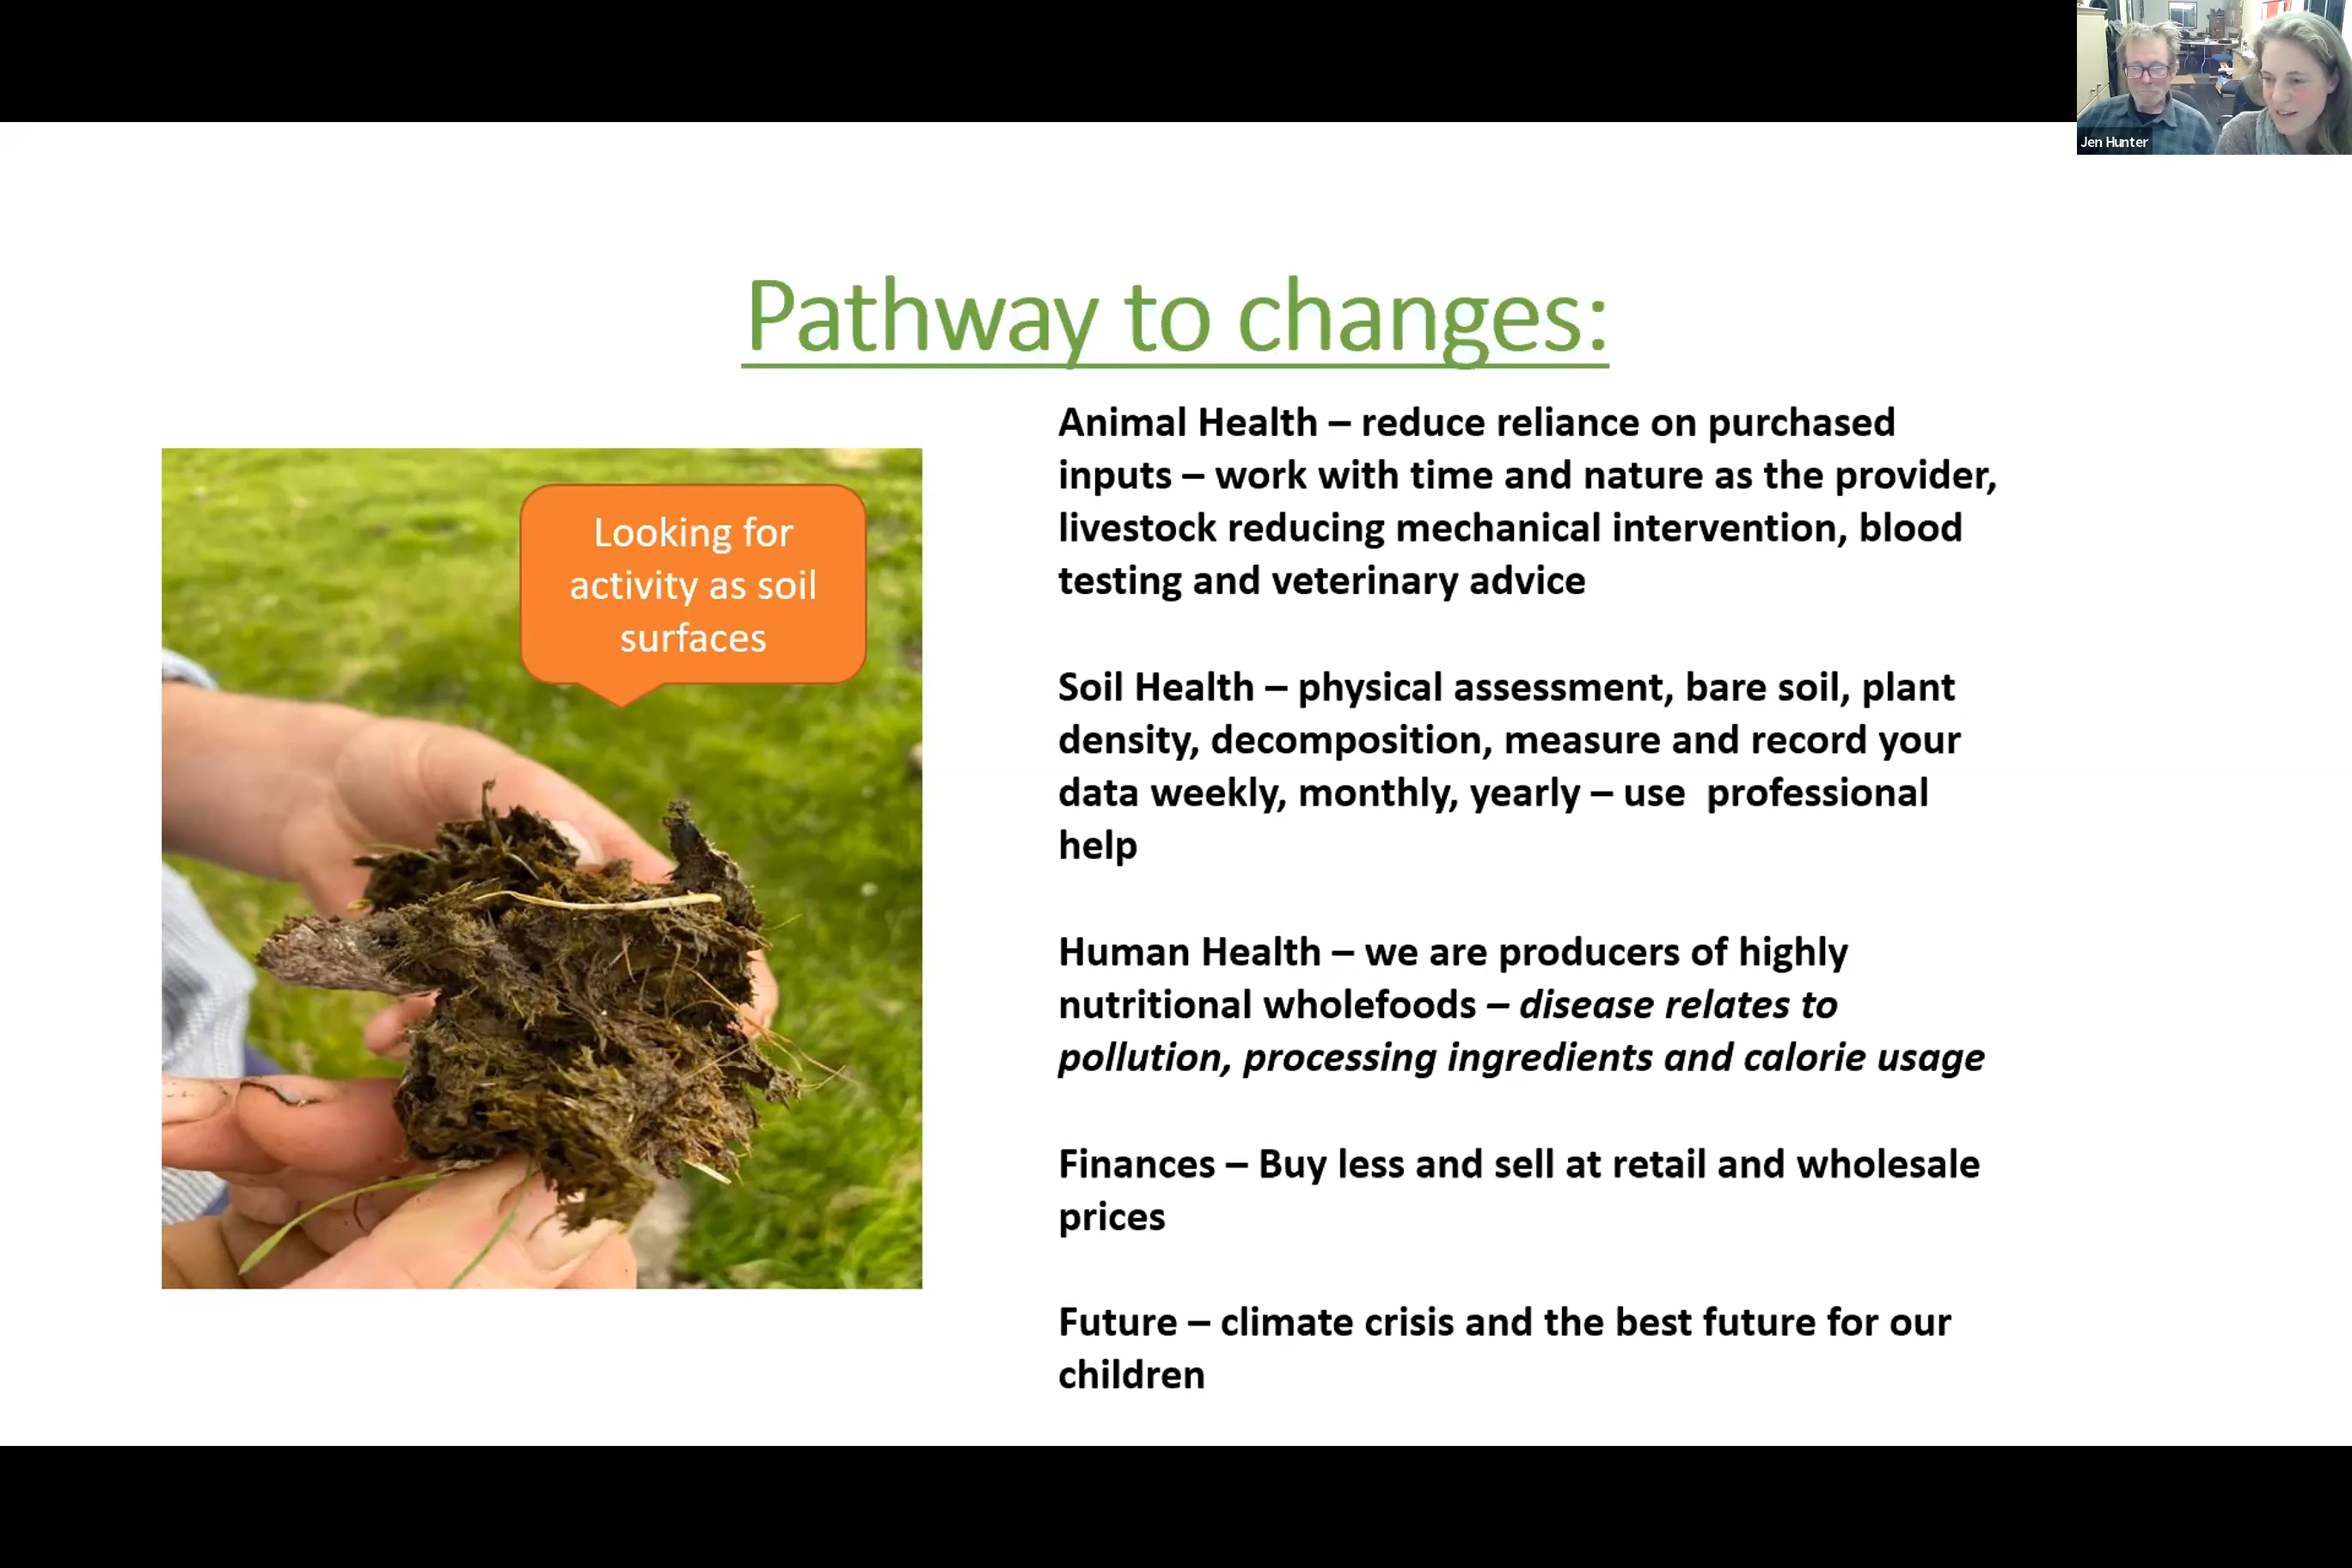 Jen Hunter
Pathway to changes:
Looking for
activity as soil
surfaces
Animal Health – reduce reliance on purchased
inputs – work with time and nature as the provider,
livestock reducing mechanical intervention, blood
testing and veterinary advice
Soil Health – physical assessment, bare soil, plant
density, decomposition, measure and record your
data weekly, monthly, yearly – use  professional
help
Human Health – we are producers of highly
nutritional wholefoods – disease relates to
pollution, processing ingredients and calorie usage
Finances – Buy less and sell at retail and wholesale
prices
Future – climate crisis and the best future for our
children